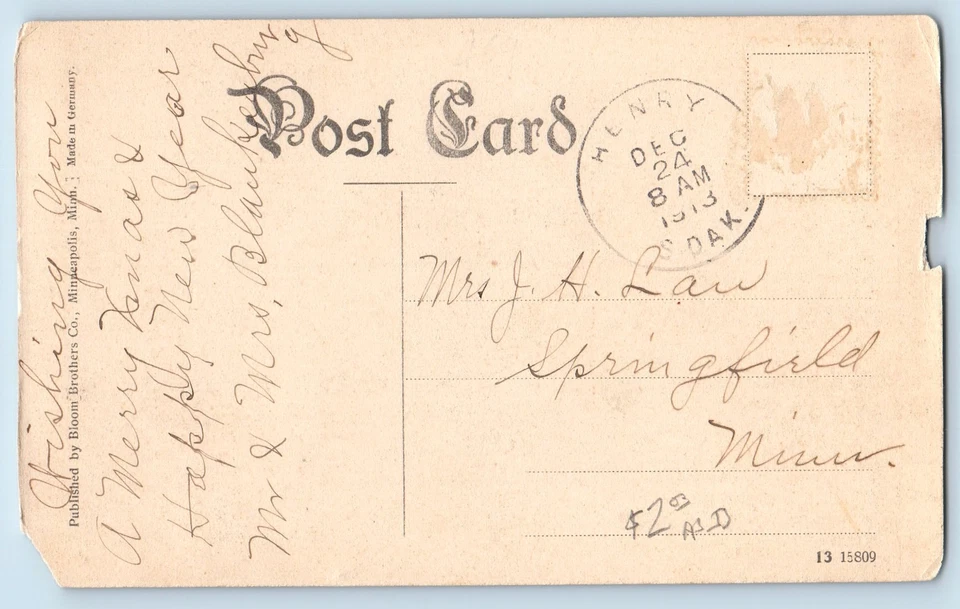 Post Card
HENRY
DEC
24
8 AM
1913
S. DAK.
Published by Bloom Brothers Co., Minneapolis, Minn. Made in Germany.
Wishing You
A Merry Xmas &
Happy New Year
Mr & Mrs. Blankenburg
Mrs J. H. Law
Springfield
Minn.
$2⁰⁰
13 15809